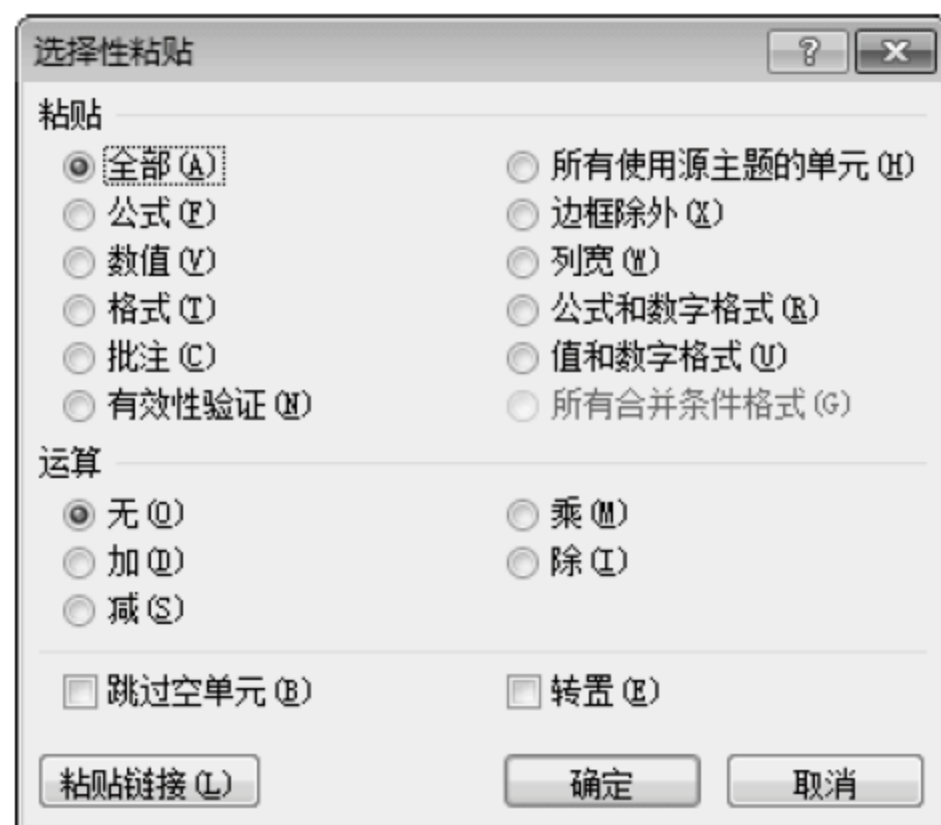 选择性粘贴
粘贴
全部(A) 所有使用源主题的单元(H)
公式(F) 边框除外(X)
数值(V) 列宽(W)
格式(T) 公式和数字格式(R)
批注(C) 值和数字格式(U)
有效性验证(N) 所有合并条件格式(G)
运算
无(O) 乘(M)
加(D) 除(I)
减(S)
跳过空单元(B) 转置(E)
粘贴链接(L) 确定 取消